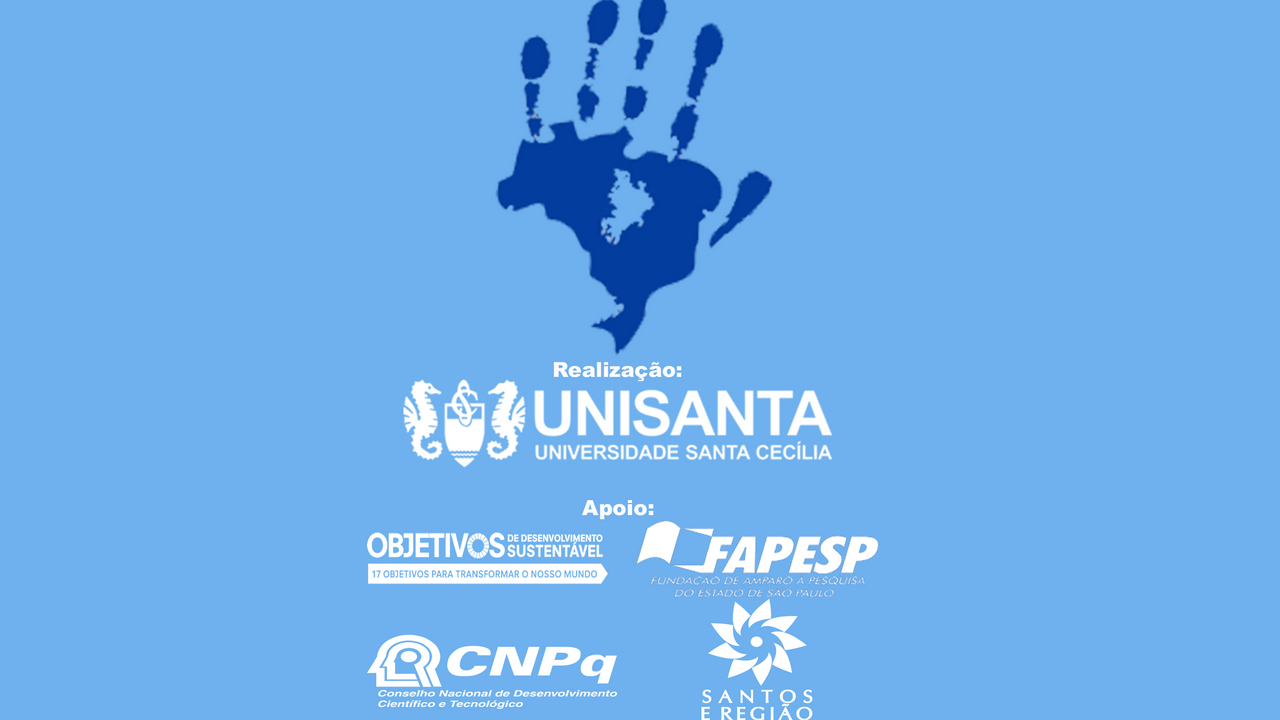 Realização:
UNISANTA
UNIVERSIDADE SANTA CECÍLIA
Apoio:
OBJETIVOS DE DESENVOLVIMENTO SUSTENTÁVEL
17 OBJETIVOS PARA TRANSFORMAR O NOSSO MUNDO
FAPESP
FUNDAÇÃO DE AMPARO A PESQUISA
DO ESTADO DE SÃO PAULO
CNPq
Conselho Nacional de Desenvolvimento
Científico e Tecnológico
SANTOS
E REGIÃO